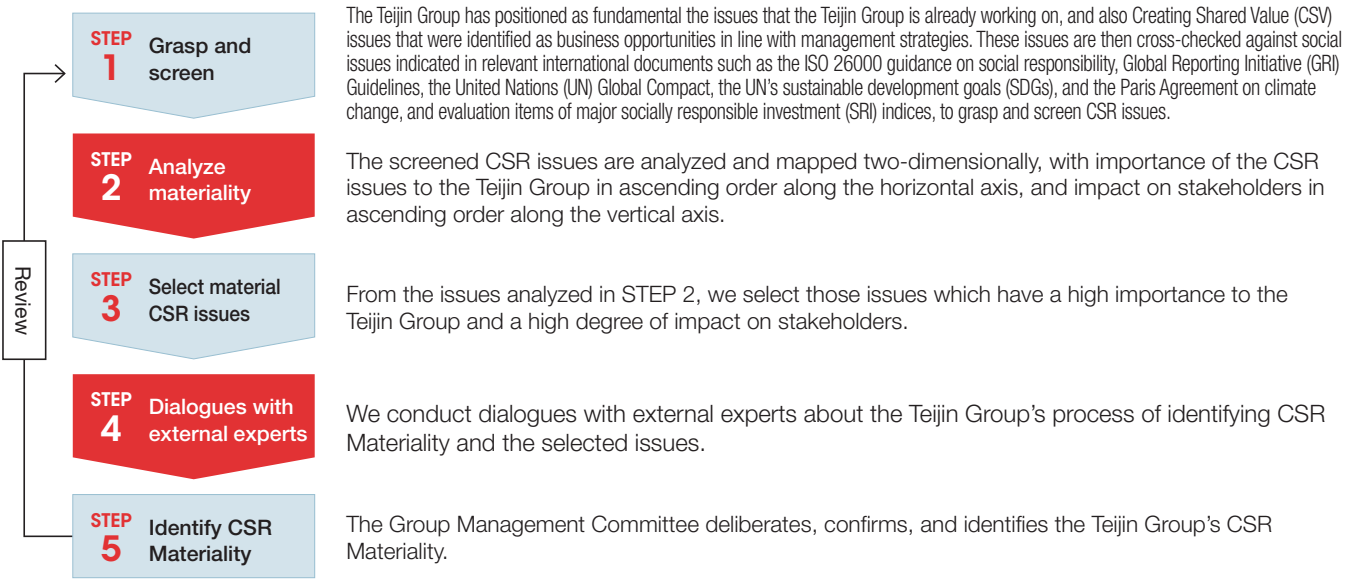 STEP
1
Grasp and
screen
The Teijin Group has positioned as fundamental the issues that the Teijin Group is already working on, and also Creating Shared Value (CSV)
issues that were identified as business opportunities in line with management strategies. These issues are then cross-checked against social
issues indicated in relevant international documents such as the ISO 26000 guidance on social responsibility, Global Reporting Initiative (GRI)
Guidelines, the United Nations (UN) Global Compact, the UN's sustainable development goals (SDGs), and the Paris Agreement on climate
change, and evaluation items of major socially responsible investment (SRI) indices, to grasp and screen CSR issues.
STEP
2
Analyze
materiality
The screened CSR issues are analyzed and mapped two-dimensionally, with importance of the CSR
issues to the Teijin Group in ascending order along the horizontal axis, and impact on stakeholders in
ascending order along the vertical axis.
Review
STEP
3
Select material
CSR issues
From the issues analyzed in STEP 2, we select those issues which have a high importance to the
Teijin Group and a high degree of impact on stakeholders.
STEP
4
Dialogues with
external experts
We conduct dialogues with external experts about the Teijin Group's process of identifying CSR
Materiality and the selected issues.
STEP
5
Identify CSR
Materiality
The Group Management Committee deliberates, confirms, and identifies the Teijin Group's CSR
Materiality.